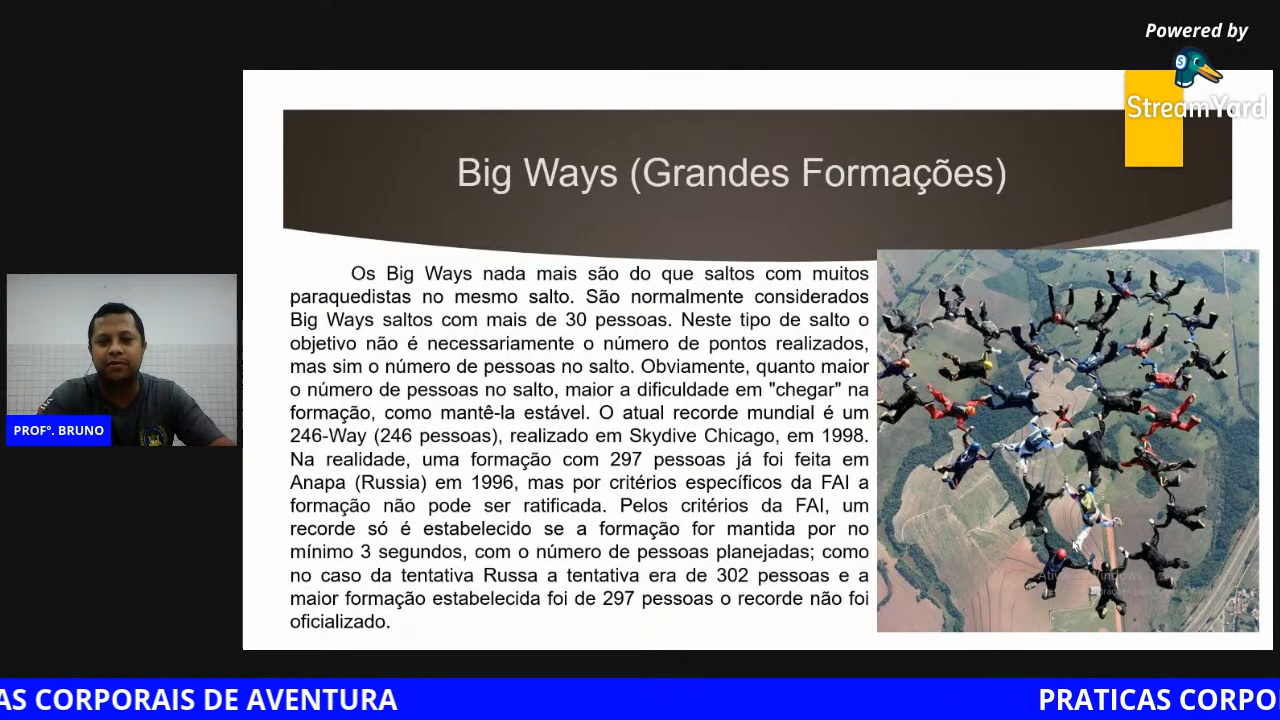 Powered by
StreamYard
Big Ways (Grandes Formações)
Os Big Ways nada mais são do que saltos com muitos
paraquedistas no mesmo salto. São normalmente considerados
Big Ways saltos com mais de 30 pessoas. Neste tipo de salto o
objetivo não é necessariamente o número de pontos realizados,
mas sim o número de pessoas no salto. Obviamente, quanto maior
o número de pessoas no salto, maior a dificuldade em "chegar" na
formação, como mantê-la estável. O atual recorde mundial é um
246-Way (246 pessoas), realizado em Skydive Chicago, em 1998.
Na realidade, uma formação com 297 pessoas já foi feita em
Anapa (Russia) em 1996, mas por critérios específicos da FAI a
formação não pode ser ratificada. Pelos critérios da FAI, um
recorde só é estabelecido se a formação for mantida por no
mínimo 3 segundos, com o número de pessoas planejadas; como
no caso da tentativa Russa a tentativa era de 302 pessoas e a
maior formação estabelecida foi de 297 pessoas o recorde não foi
oficializado.
PROFº. BRUNO
AS CORPORAIS DE AVENTURA
PRATICAS CORPO